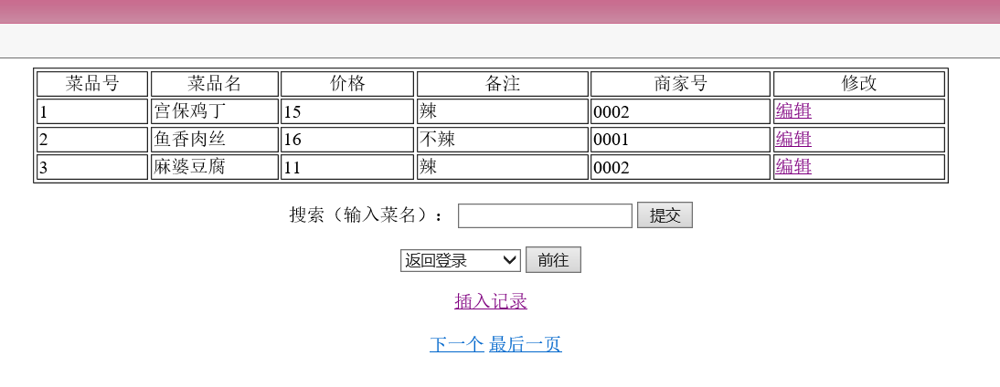 菜品号 菜品名 价格 备注 商家号 修改
1 宫保鸡丁 15 辣 0002 编辑
2 鱼香肉丝 16 不辣 0001 编辑
3 麻婆豆腐 11 辣 0002 编辑
搜索（输入菜名）： 提交
返回登录 前往
插入记录
下一个 最后一页